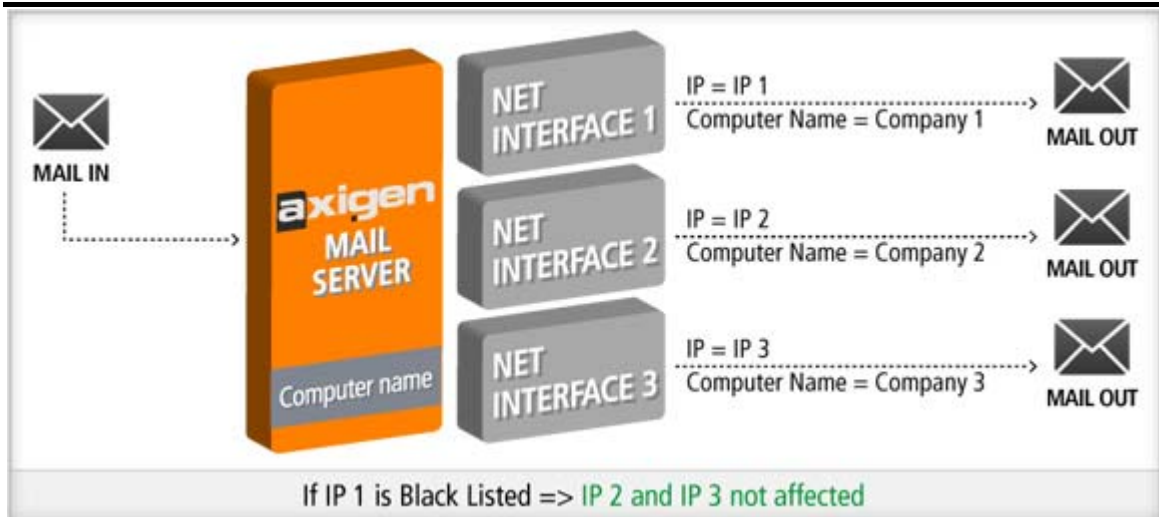 MAIL IN
axigen
MAIL
SERVER
Computer name
NET
INTERFACE 1
IP = IP 1
Computer Name = Company 1
MAIL OUT
NET
INTERFACE 2
IP = IP 2
Computer Name = Company 2
MAIL OUT
NET
INTERFACE 3
IP = IP 3
Computer Name = Company 3
MAIL OUT
If IP 1 is Black Listed => IP 2 and IP 3 not affected